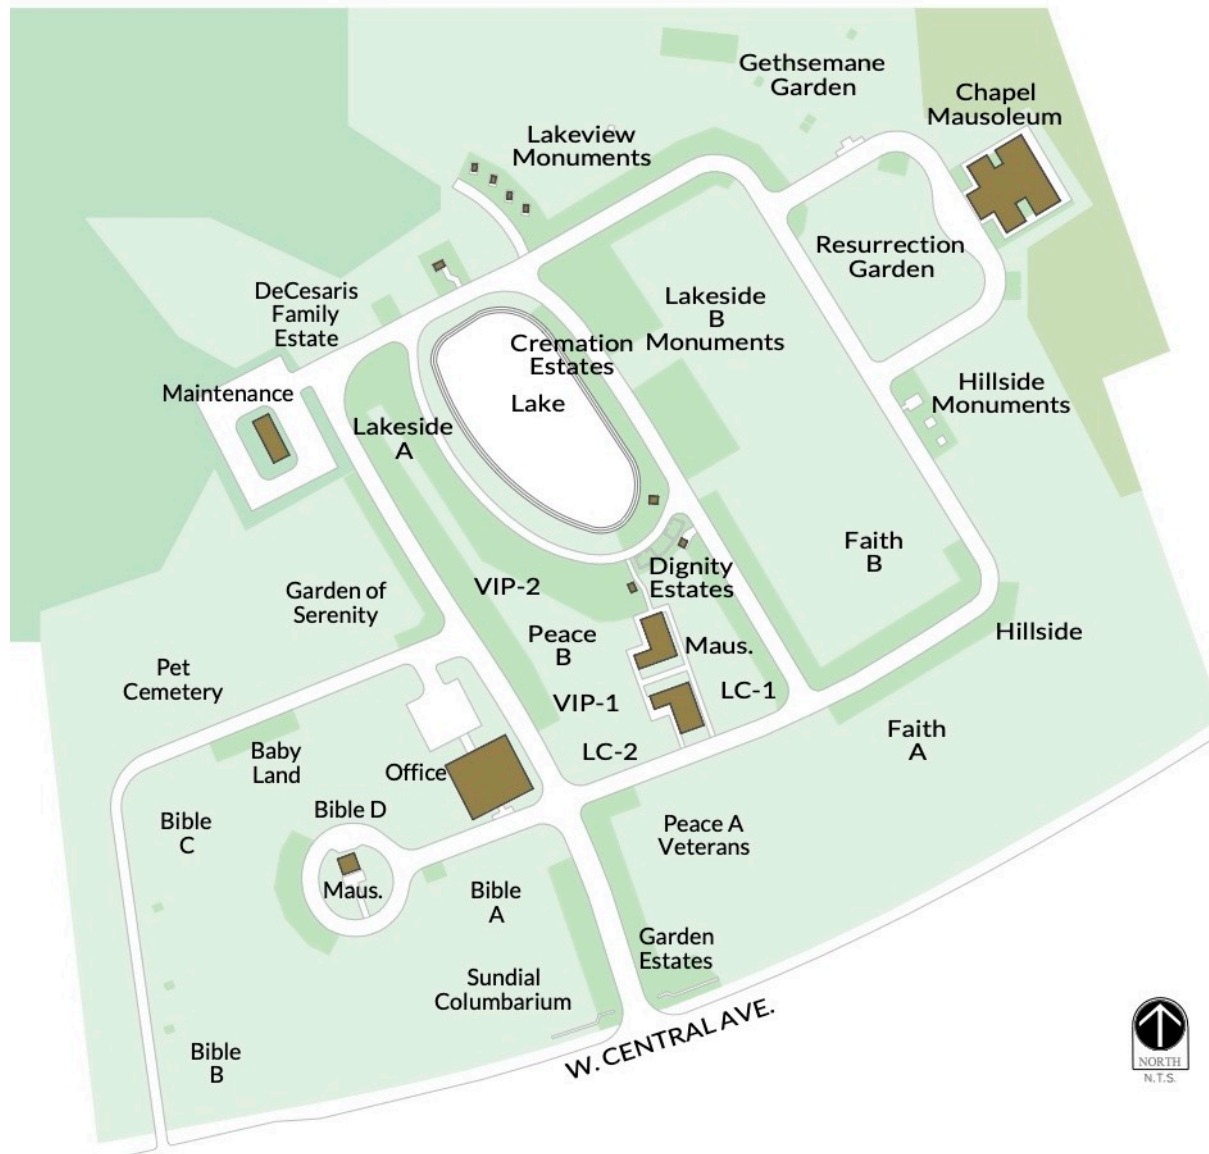 Gethsemane
Garden
Chapel
Mausoleum
Lakeview
Monuments
Resurrection
Garden
DeCesaris
Family
Estate
Lakeside
B
Monuments
Cremation
Estates
Lake
Maintenance
Hillside
Monuments
Lakeside
A
Faith
B
Dignity
Estates
VIP-2
Garden of
Serenity
Hillside
Peace
B
Maus.
Pet
Cemetery
LC-1
VIP-1
Faith
A
LC-2
Baby
Land
Office
Bible D
Bible
C
Peace A
Veterans
Maus.
Bible
A
Garden
Estates
Sundial
Columbarium
W. CENTRAL AVE.
Bible
B
NORTH
N.T.S.